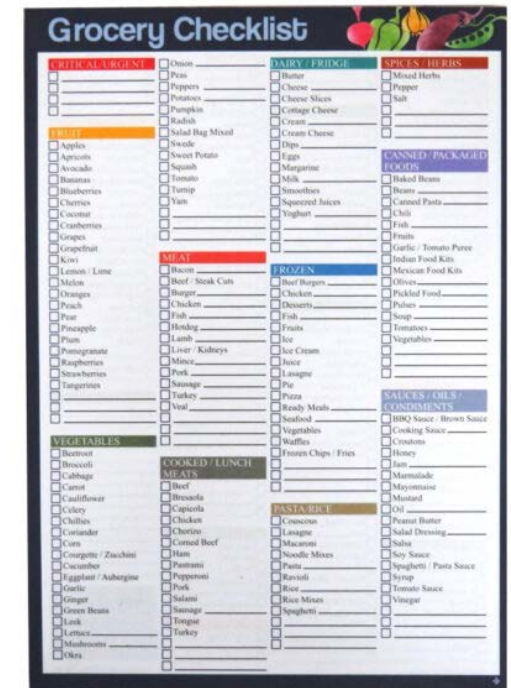 Grocery Checklist
CRITICAL/URGENT
FRUIT
Apples
Apricots
Avocado
Bananas
Blueberries
Cherries
Coconut
Cranberries
Grapes
Grapefruit
Kiwi
Lemon / Lime
Melon
Oranges
Peach
Pear
Pineapple
Plum
Pomegranate
Raspberries
Strawberries
Tangerines
VEGETABLES
Beetroot
Broccoli
Cabbage
Carrot
Cauliflower
Celery
Chillies
Coriander
Corn
Courgette / Zucchini
Cucumber
Eggplant / Aubergine
Garlic
Ginger
Green Beans
Leek
Lettuce
Mushrooms
Okra
Onion
Peas
Peppers
Potatoes
Pumpkin
Radish
Salad Bag Mixed
Swede
Sweet Potato
Squash
Tomato
Turnip
Yam
MEAT
Bacon
Beef / Steak Cuts
Burger
Chicken
Fish
Hotdog
Lamb
Liver / Kidneys
Mince
Pork
Sausage
Turkey
Veal
COOKED / LUNCH
MEATS
Beef
Bresaola
Capicola
Chicken
Chorizo
Corned Beef
Ham
Pastrami
Pepperoni
Pork
Salami
Sausage
Tongue
Turkey
DAIRY / FRIDGE
Butter
Cheese
Cheese Slices
Cottage Cheese
Cream
Cream Cheese
Dips
Eggs
Margarine
Milk
Smoothies
Squeezed Juices
Yoghurt
FROZEN
Beef Burgers
Chicken
Desserts
Fish
Fruits
Ice
Ice Cream
Juice
Lasagne
Pie
Pizza
Ready Meals
Seafood
Vegetables
Waffles
Frozen Chips / Fries
PASTA/RICE
Couscous
Lasagne
Macaroni
Noodle Mixes
Pasta
Ravioli
Rice
Rice Mixes
Spaghetti
SPICES / HERBS
Mixed Herbs
Pepper
Salt
CANNED / PACKAGED
FOODS
Baked Beans
Beans
Canned Pasta
Chili
Fish
Fruits
Garlic / Tomato Puree
Indian Food Kits
Mexican Food Kits
Olives
Pickled Food
Pulses
Soup
Tomatoes
Vegetables
SAUCES / OILS /
CONDIMENTS
BBQ Sauce / Brown Sauce
Cooking Sauce
Croutons
Honey
Jam
Marmalade
Mayonnaise
Mustard
Oil
Peanut Butter
Salad Dressing
Salsa
Soy Sauce
Spaghetti / Pasta Sauce
Syrup
Tomato Sauce
Vinegar